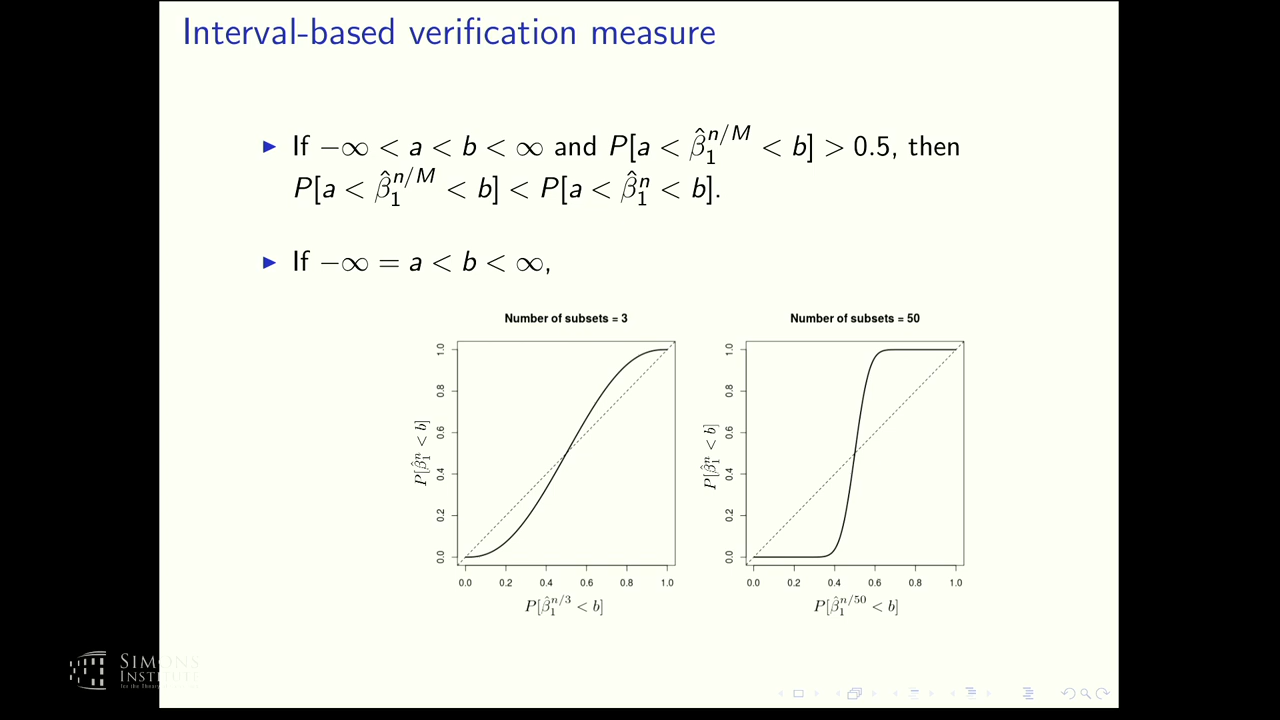 Interval-based verification measure
▶ If −∞ < a < b < ∞ and P[a < β̂₁^{n/M} < b] > 0.5, then
P[a < β̂₁^{n/M} < b] < P[a < β̂₁^n < b].
▶ If −∞ = a < b < ∞,
Number of subsets = 3
P[β̂₁^n < b]
1.0
0.8
0.6
0.4
0.2
0.0
0.0 0.2 0.4 0.6 0.8 1.0
P[β̂₁^{n/3} < b]
Number of subsets = 50
P[β̂₁^n < b]
1.0
0.8
0.6
0.4
0.2
0.0
0.0 0.2 0.4 0.6 0.8 1.0
P[β̂₁^{n/50} < b]
SIMONS
INSTITUTE